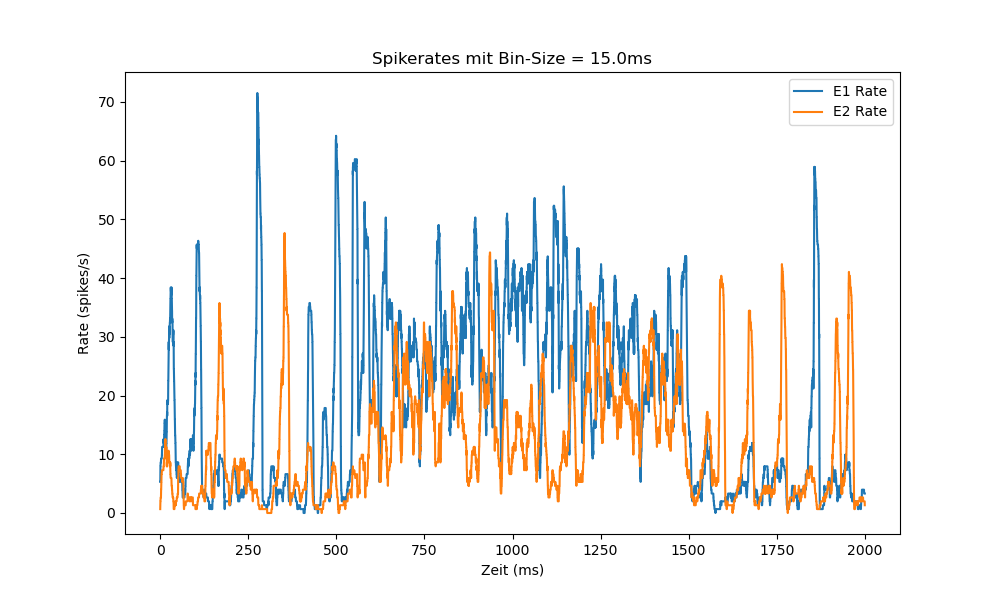 Spikerates mit Bin-Size = 15.0ms
E1 Rate
E2 Rate
70
60
50
40
30
20
10
0
Rate (spikes/s)
0 250 500 750 1000 1250 1500 1750 2000
Zeit (ms)